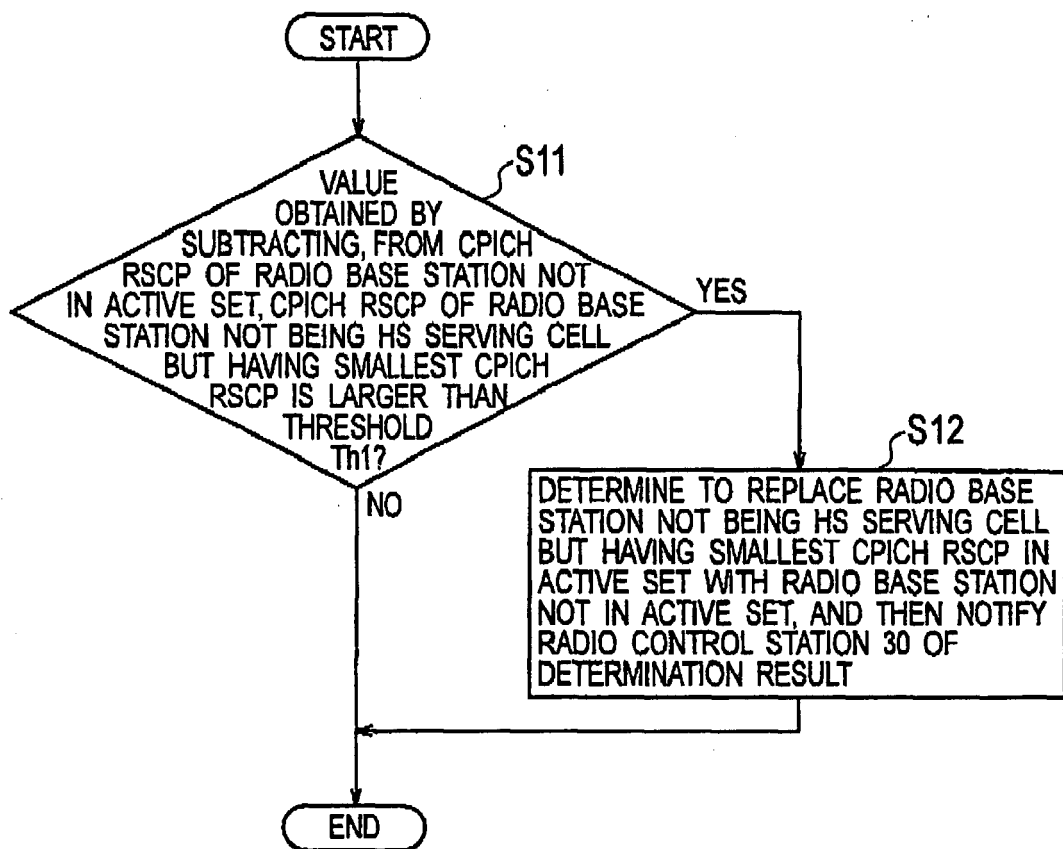 START
S11
VALUE
OBTAINED BY
SUBTRACTING, FROM CPICH
RSCP OF RADIO BASE STATION NOT
IN ACTIVE SET, CPICH RSCP OF RADIO BASE
STATION NOT BEING HS SERVING CELL
BUT HAVING SMALLEST CPICH
RSCP IS LARGER THAN
THRESHOLD
Th1?
YES
NO
S12
DETERMINE TO REPLACE RADIO BASE
STATION NOT BEING HS SERVING CELL
BUT HAVING SMALLEST CPICH RSCP IN
ACTIVE SET WITH RADIO BASE STATION
NOT IN ACTIVE SET, AND THEN NOTIFY
RADIO CONTROL STATION 30 OF
DETERMINATION RESULT
END